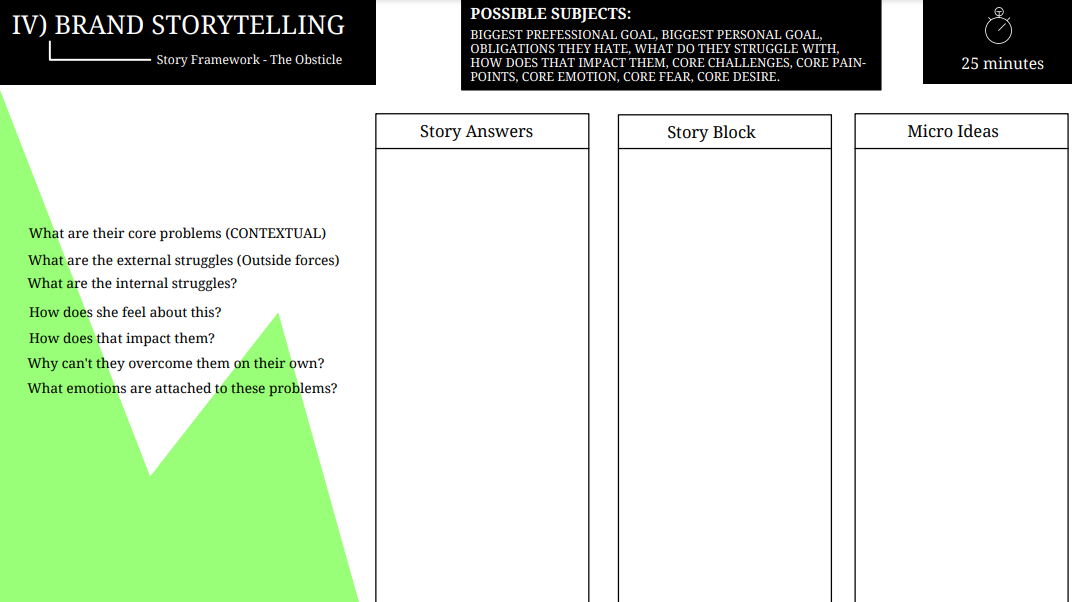 IV) BRAND STORYTELLING
Story Framework - The Obsticle
POSSIBLE SUBJECTS:
BIGGEST PREFESSIONAL GOAL, BIGGEST PERSONAL GOAL,
OBLIGATIONS THEY HATE, WHAT DO THEY STRUGGLE WITH,
HOW DOES THAT IMPACT THEM, CORE CHALLENGES, CORE PAIN-
POINTS, CORE EMOTION, CORE FEAR, CORE DESIRE.
25 minutes
What are their core problems (CONTEXTUAL)
What are the external struggles (Outside forces)
What are the internal struggles?
How does she feel about this?
How does that impact them?
Why can't they overcome them on their own?
What emotions are attached to these problems?
Story Answers
Story Block
Micro Ideas